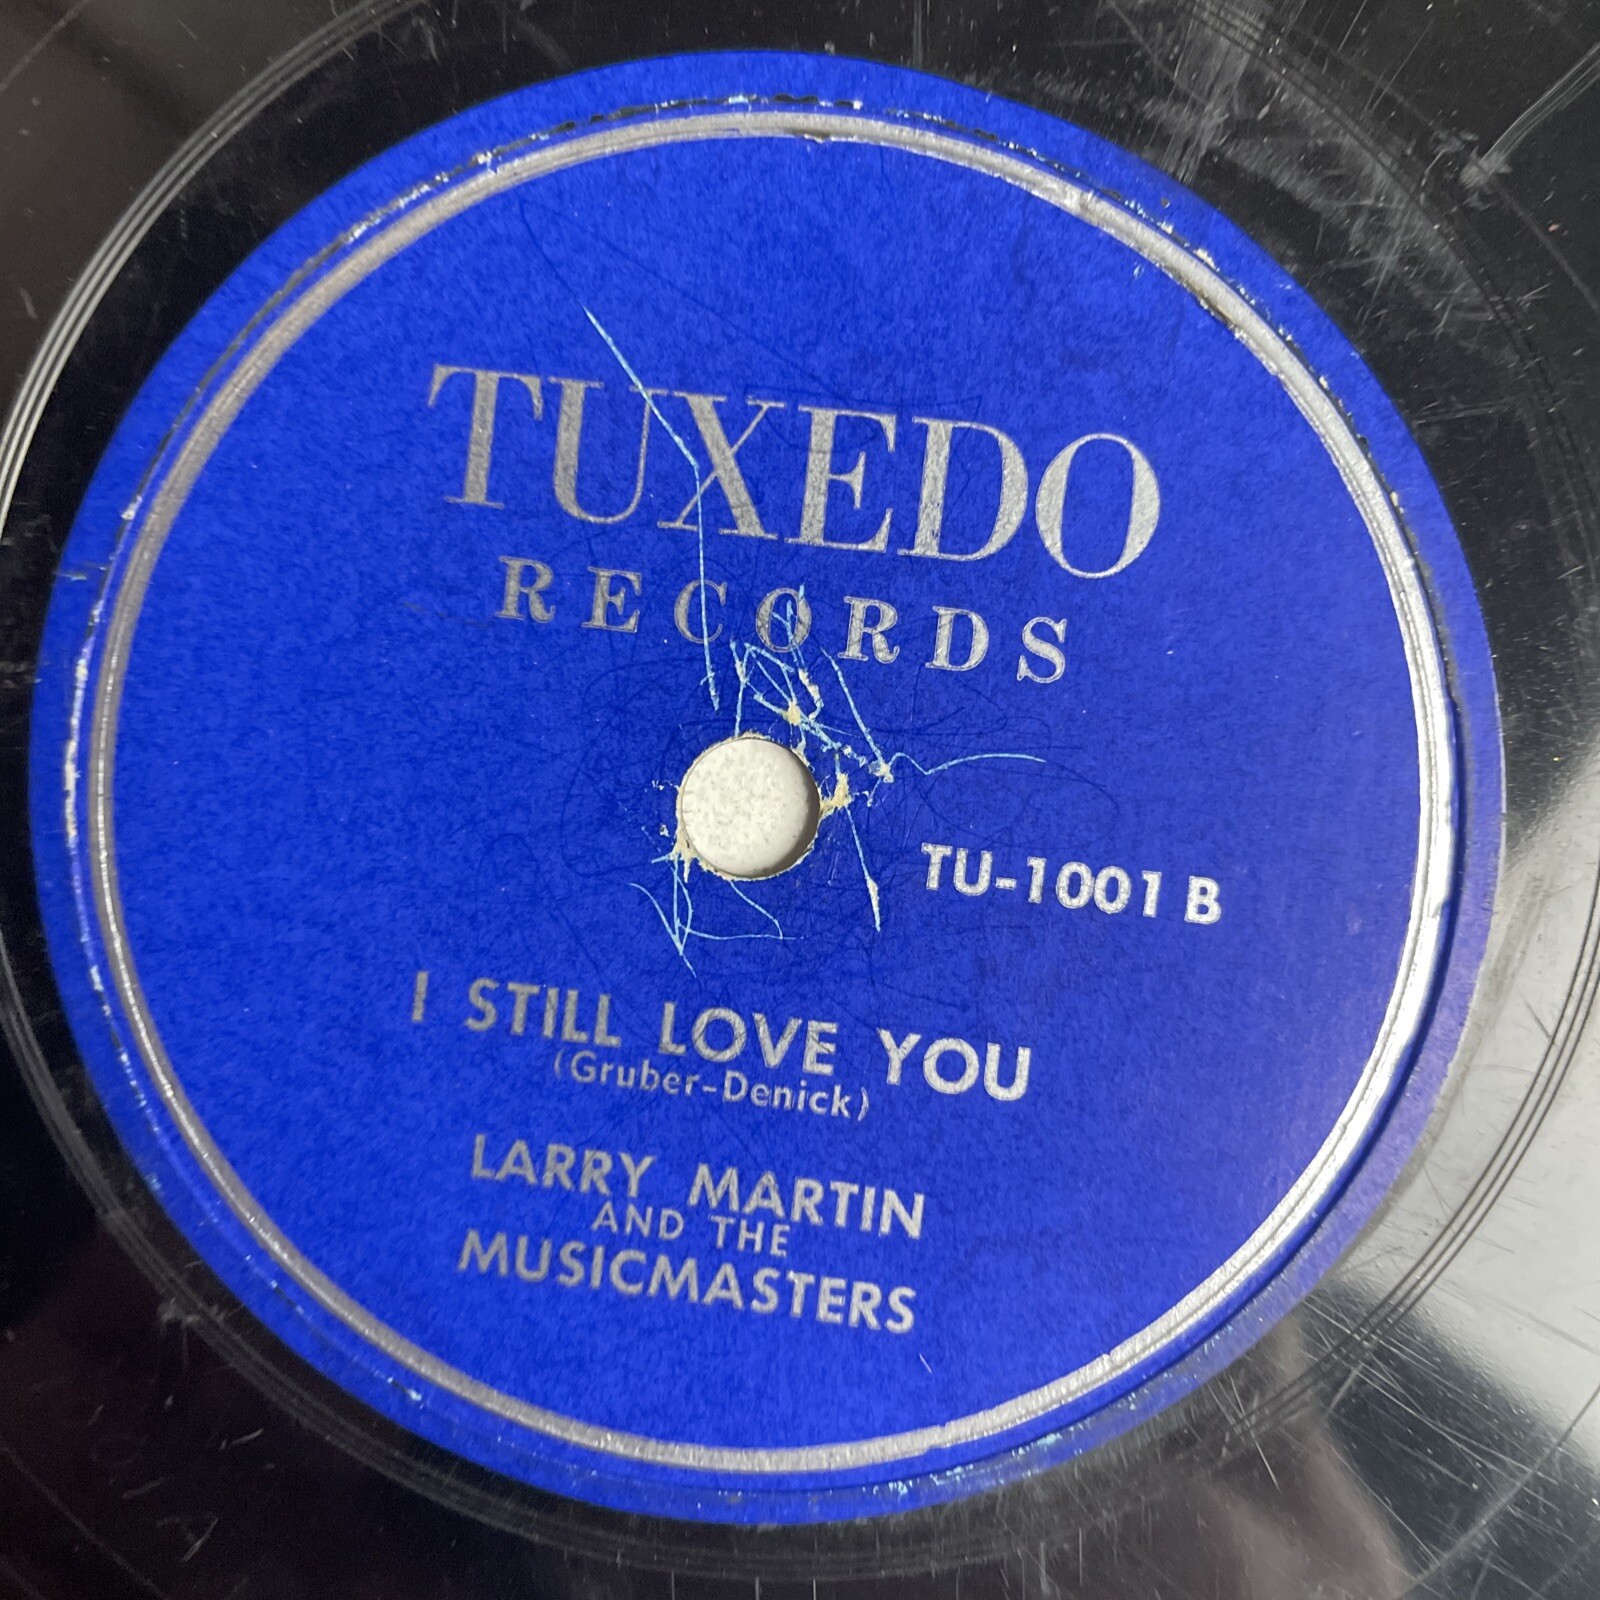 TUXEDO
RECORDS
TU-1001 B
I STILL LOVE YOU
(Gruber-Denick)
LARRY MARTIN
AND THE
MUSICMASTERS